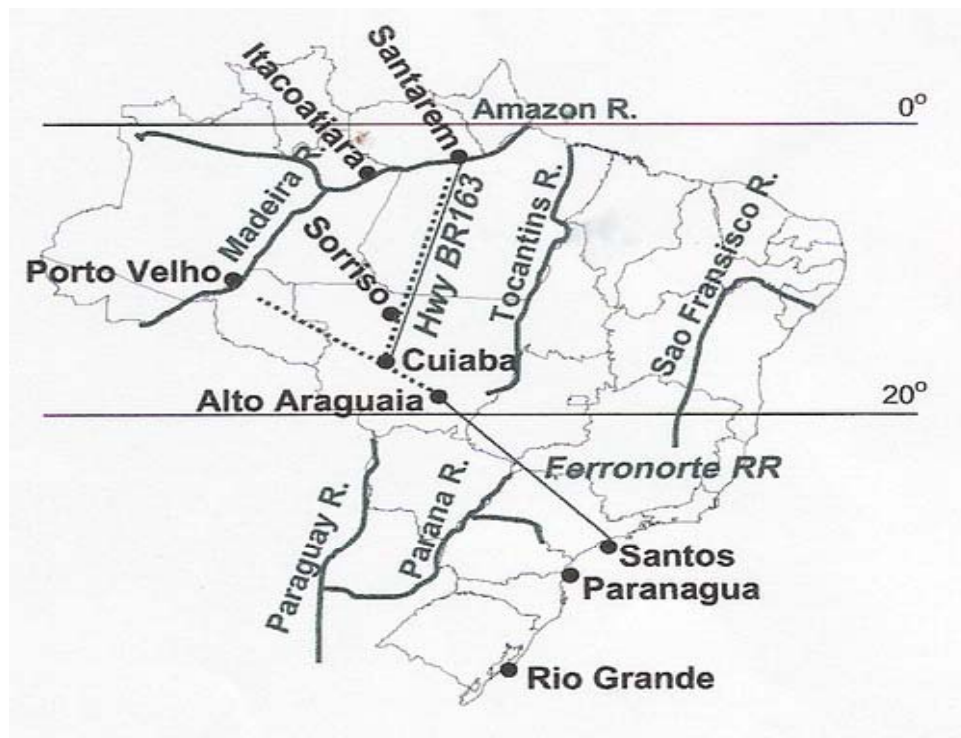 Itacoatiara
Santarem
Amazon R.
0°
Madeira R
Hwy BR163
Tocantins R.
Sao Fransisco R.
Sorriso
Porto Velho
Cuiaba
Alto Araguaia
20°
Ferronorte RR
Paraguay R.
Parana R.
Santos
Paranagua
Rio Grande